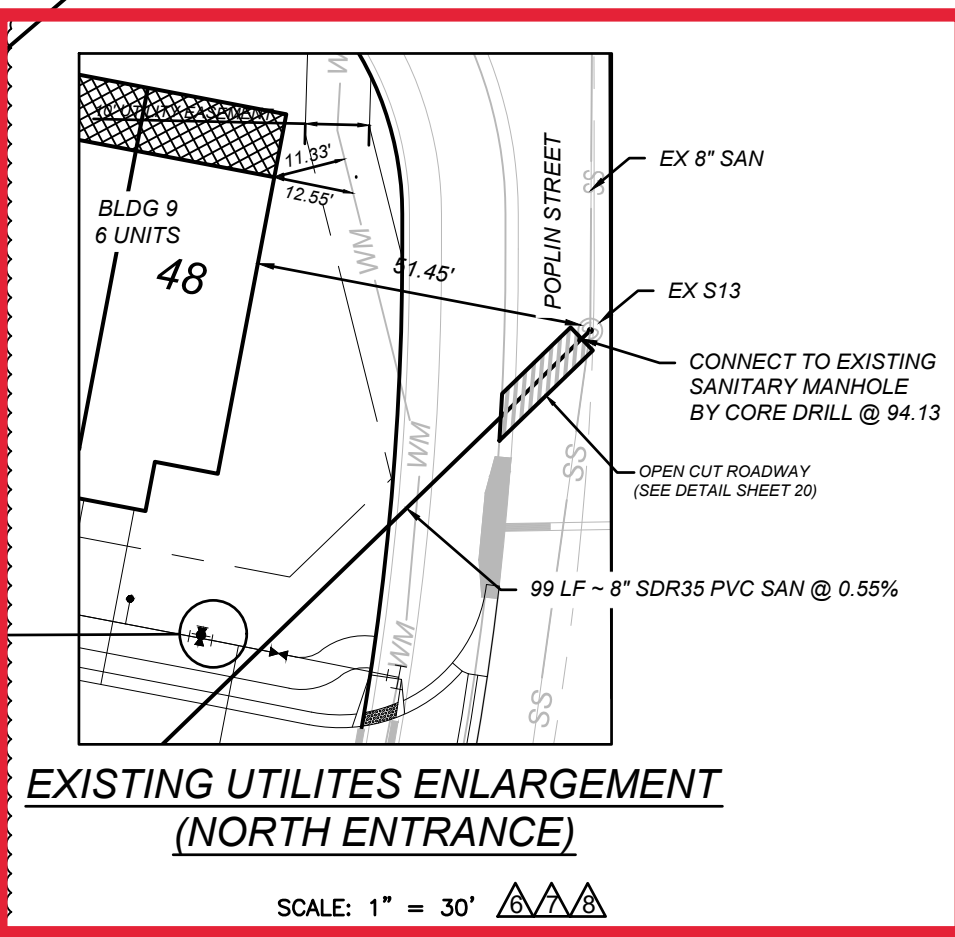 W
10' UTILITY EASEMENT
11.33'
12.55'
BLDG 9
6 UNITS
48
WM
51.45'
POPLIN STREET
SS
EX 8" SAN
EX S13
CONNECT TO EXISTING
SANITARY MANHOLE
BY CORE DRILL @ 94.13
WM
SS
OPEN CUT ROADWAY
(SEE DETAIL SHEET 20)
99 LF ~ 8" SDR35 PVC SAN @ 0.55%
WM
SS
EXISTING UTILITES ENLARGEMENT
(NORTH ENTRANCE)
SCALE: 1" = 30' 6 7 8